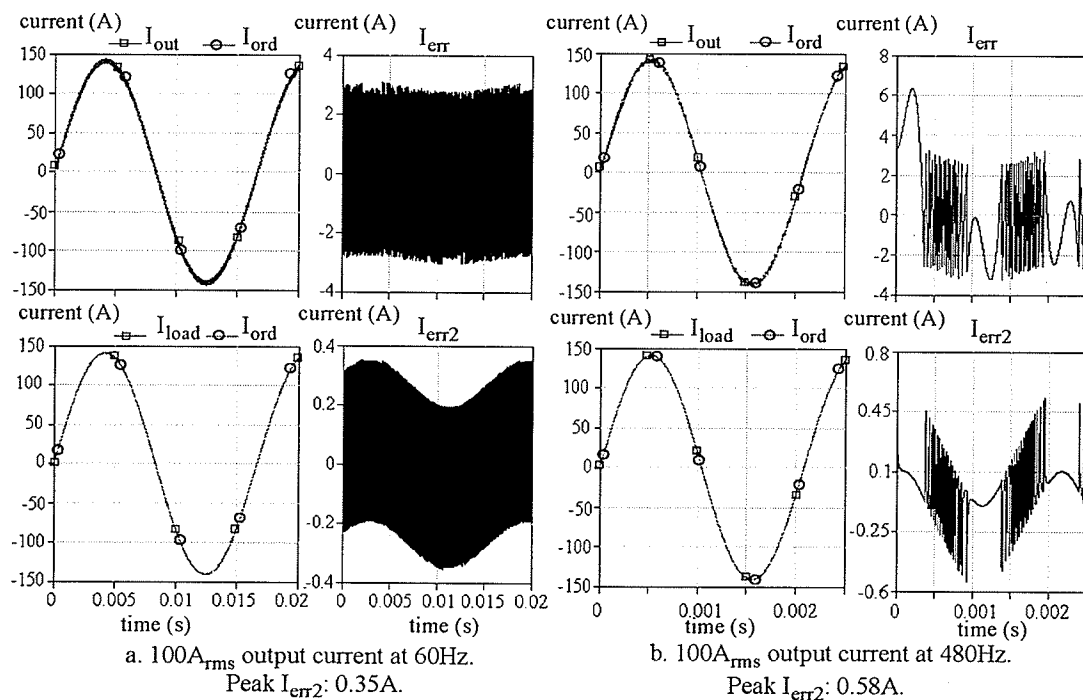 current (A)
I_out I_ord
150
100
50
0
-50
-100
-150
I_err
4
2
0
-2
-4
current (A)
I_out I_ord
150
100
50
0
-50
-100
-150
current (A)
I_err
8
6
4
2
0
-2
-4
current (A)
I_load I_ord
100
50
0
-50
-100
-150
0 0.005 0.01 0.015 0.02
time (s)
I_err2
0.4
0.2
0
-0.2
-0.4
0 0.005 0.01 0.015 0.02
time (s)
current (A)
I_load I_ord
150
100
50
0
-50
-100
-150
0 0.001 0.002
time (s)
current (A)
I_err2
0.8
0.45
0.1
-0.25
-0.6
0 0.001 0.002
time (s)
a. 100A_rms output current at 60Hz.
Peak I_err2: 0.35A.
b. 100A_rms output current at 480Hz.
Peak I_err2: 0.58A.